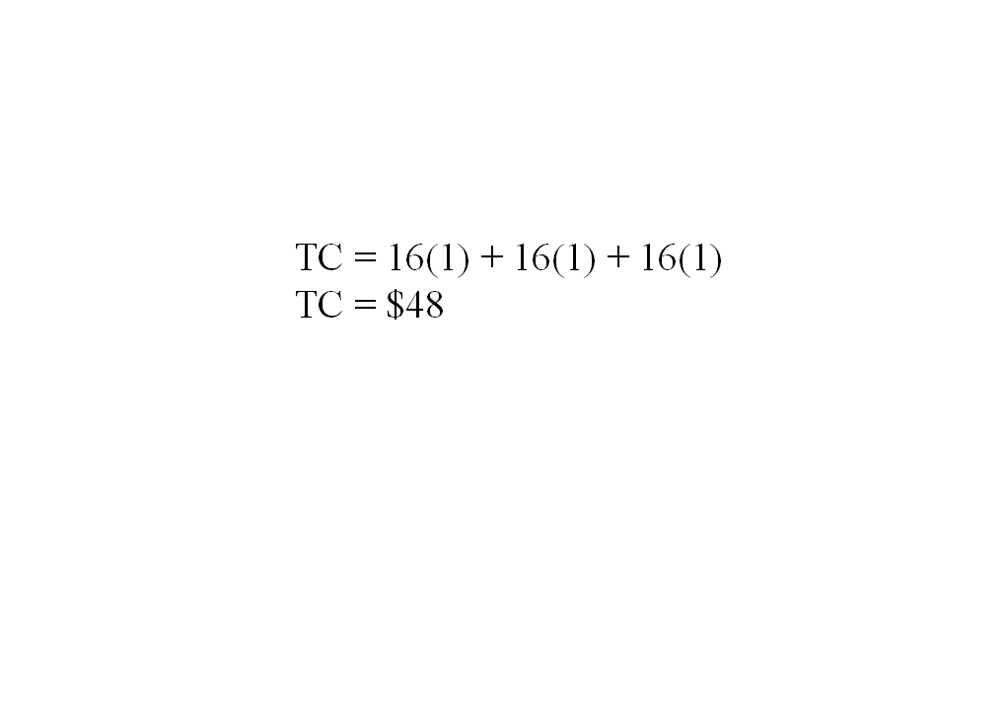 TC = 16(1) + 16(1) + 16(1)
TC = $48